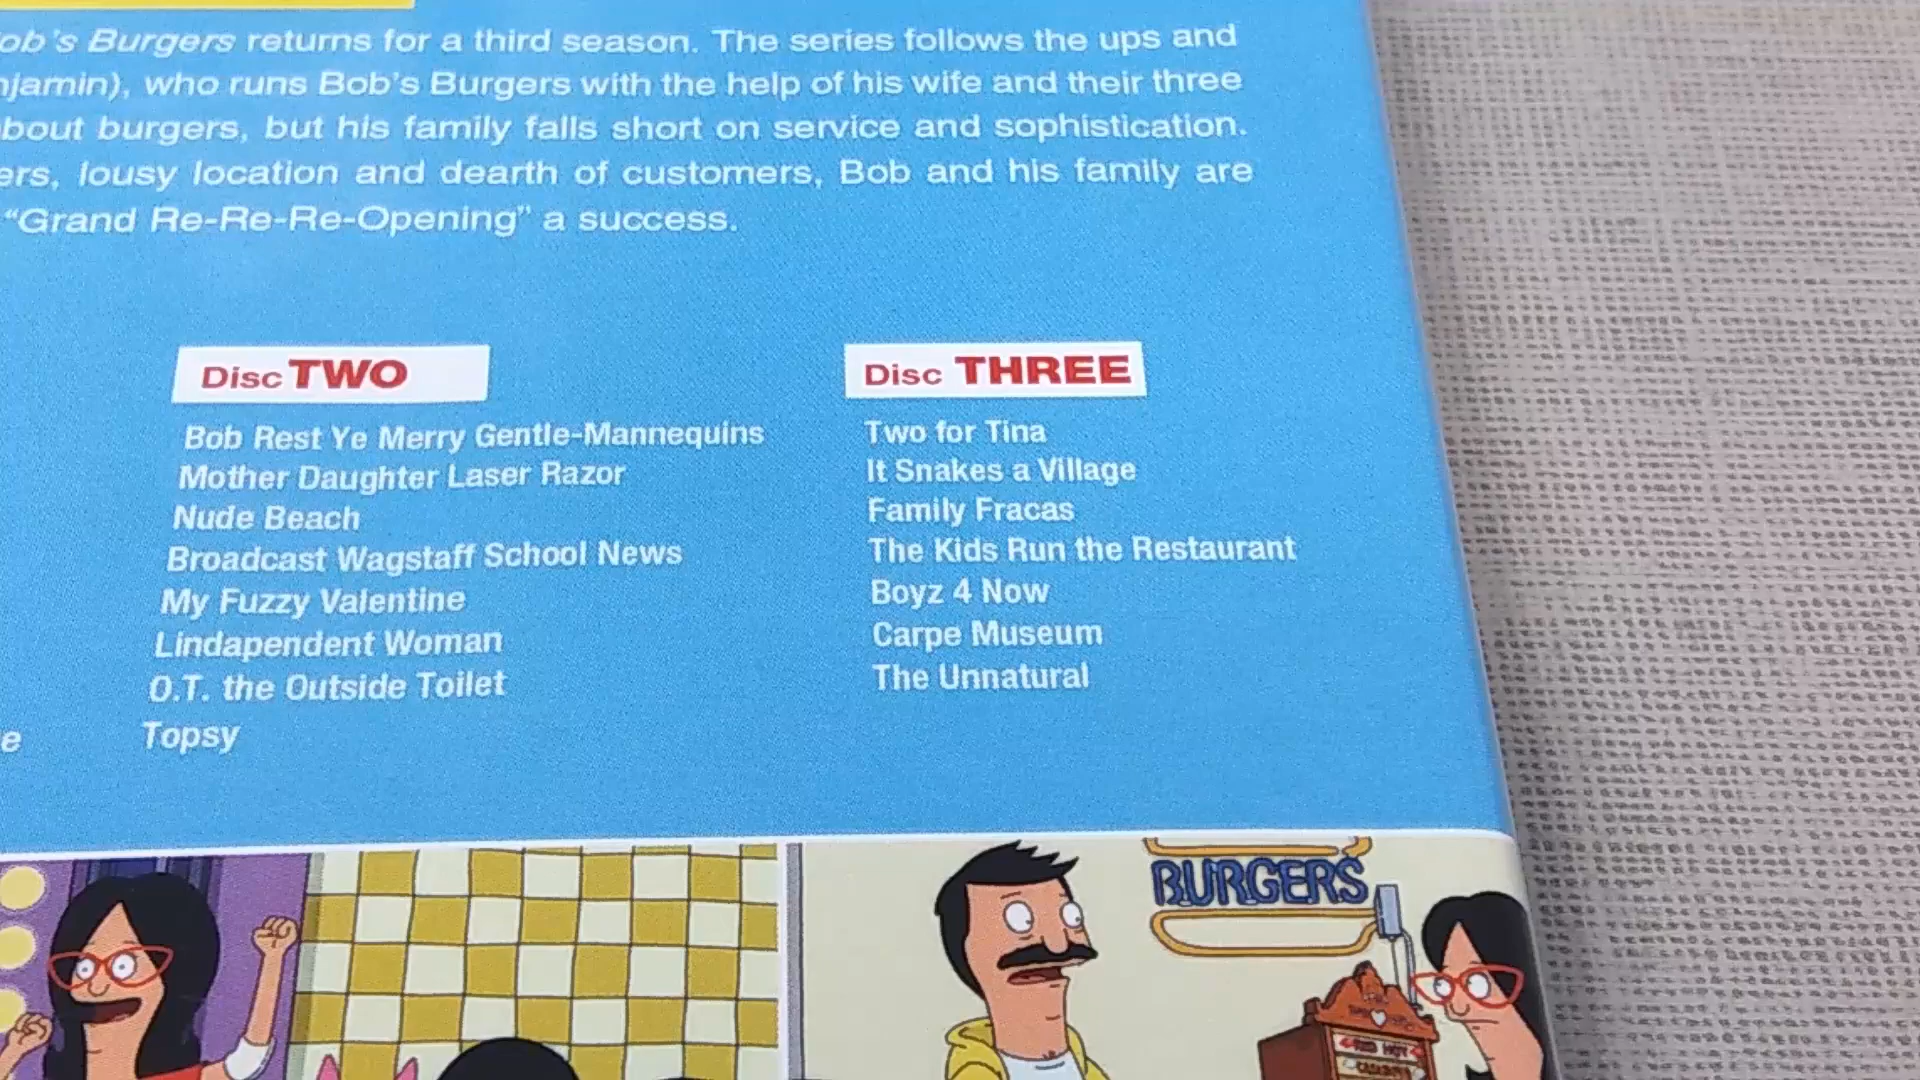 ob's Burgers returns for a third season. The series follows the ups and
njamin), who runs Bob's Burgers with the help of his wife and their three
bout burgers, but his family falls short on service and sophistication.
ers, lousy location and dearth of customers, Bob and his family are
"Grand Re-Re-Re-Opening" a success.
Disc TWO
Bob Rest Ye Merry Gentle-Mannequins
Mother Daughter Laser Razor
Nude Beach
Broadcast Wagstaff School News
My Fuzzy Valentine
Lindapendent Woman
O.T. the Outside Toilet
Topsy
e
Disc THREE
Two for Tina
It Snakes a Village
Family Fracas
The Kids Run the Restaurant
Boyz 4 Now
Carpe Museum
The Unnatural
BURGERS
RED HOT